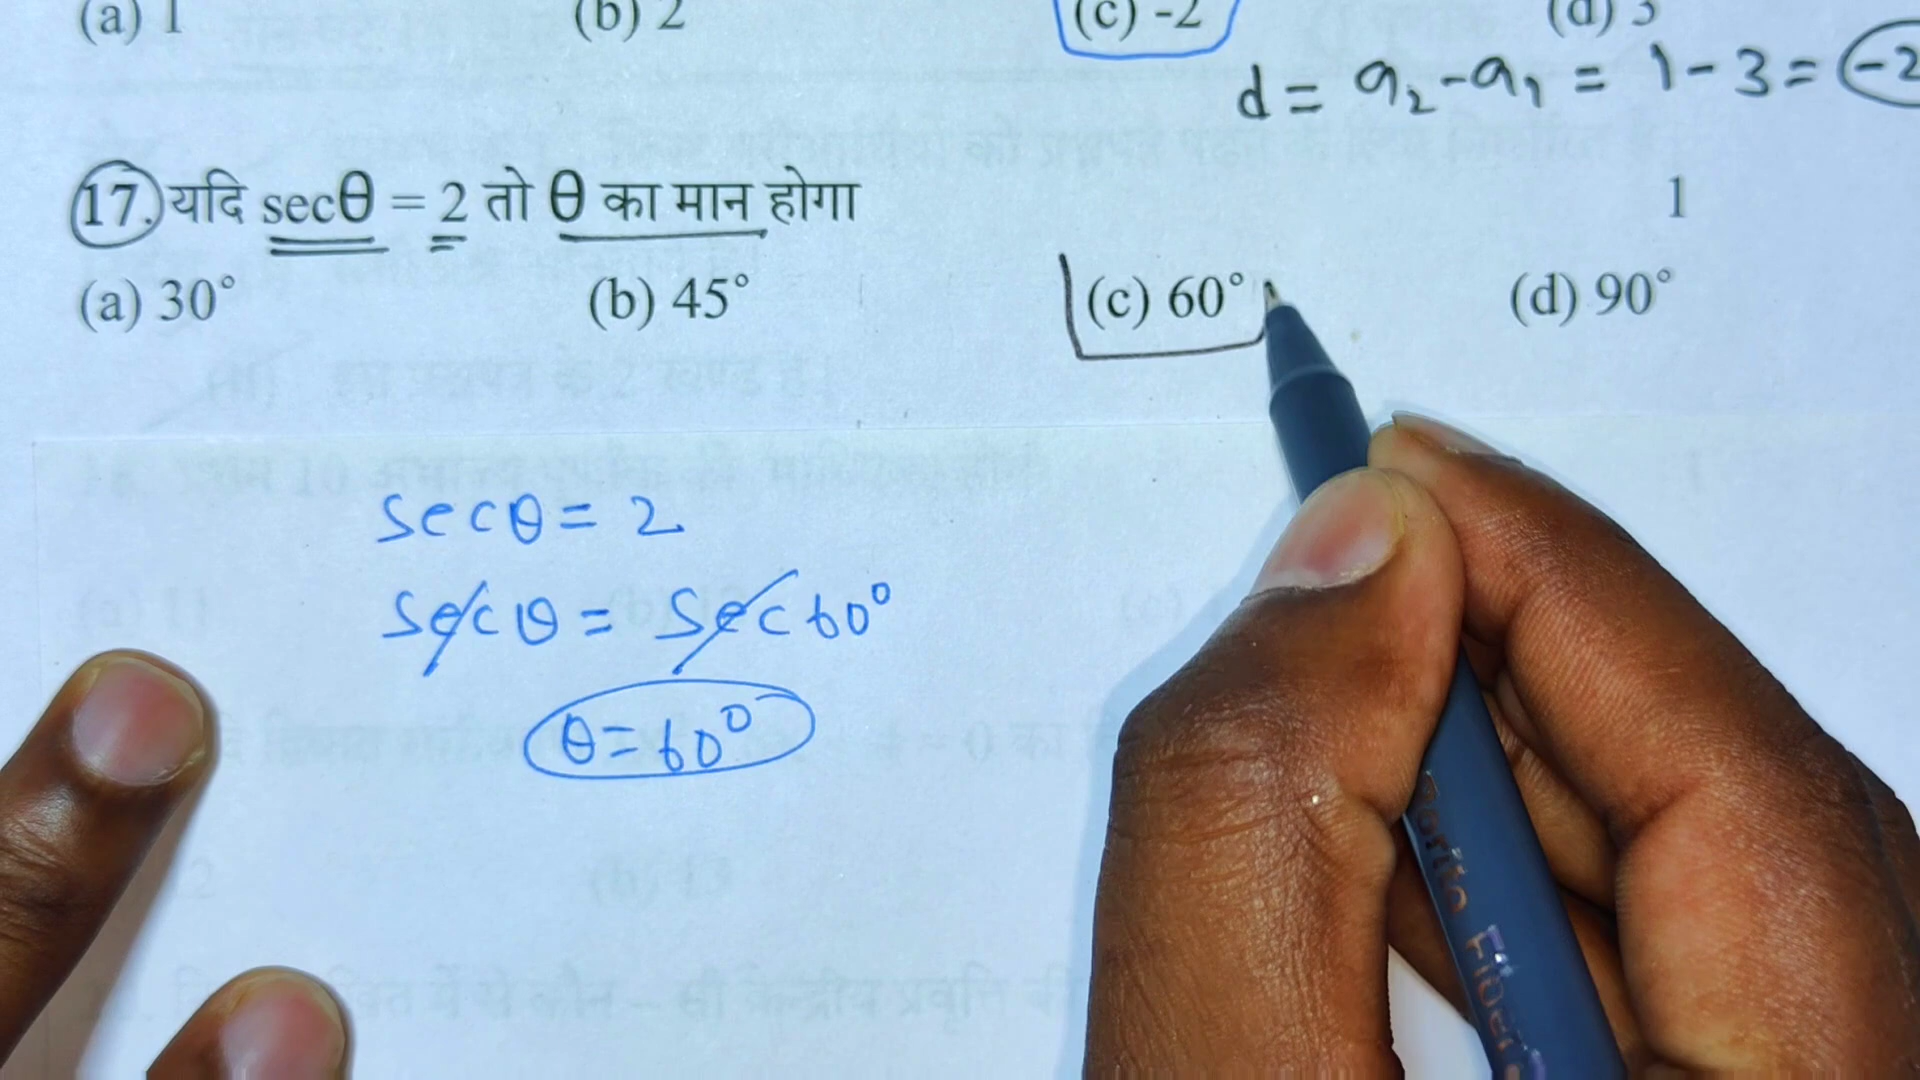 (a) 1 (b) 2 (c) -2 (d) 3
d = a₂-a₁ = 1-3 = -2
17. यदि secθ = 2 तो θ का मान होगा 1
(a) 30° (b) 45° (c) 60° (d) 90°
secθ = 2
secθ = sec60°
θ = 60°